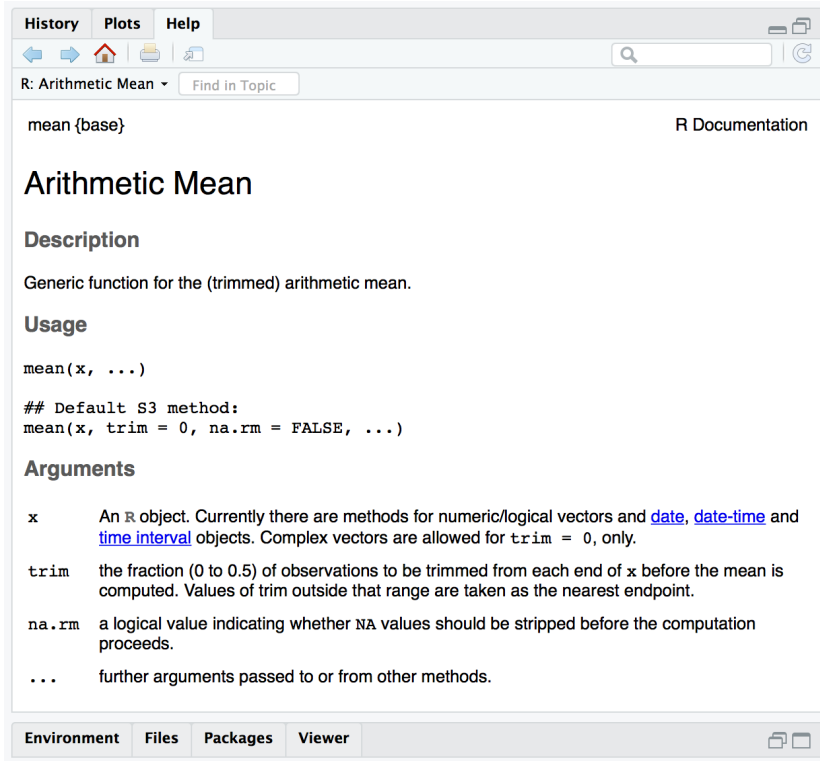 History Plots Help
R: Arithmetic Mean Find in Topic
mean {base} R Documentation
Arithmetic Mean
Description
Generic function for the (trimmed) arithmetic mean.
Usage
mean(x, ...)
## Default S3 method:
mean(x, trim = 0, na.rm = FALSE, ...)
Arguments
x An R object. Currently there are methods for numeric/logical vectors and date, date-time and
time interval objects. Complex vectors are allowed for trim = 0, only.
trim the fraction (0 to 0.5) of observations to be trimmed from each end of x before the mean is
computed. Values of trim outside that range are taken as the nearest endpoint.
na.rm a logical value indicating whether NA values should be stripped before the computation
proceeds.
... further arguments passed to or from other methods.
Environment Files Packages Viewer